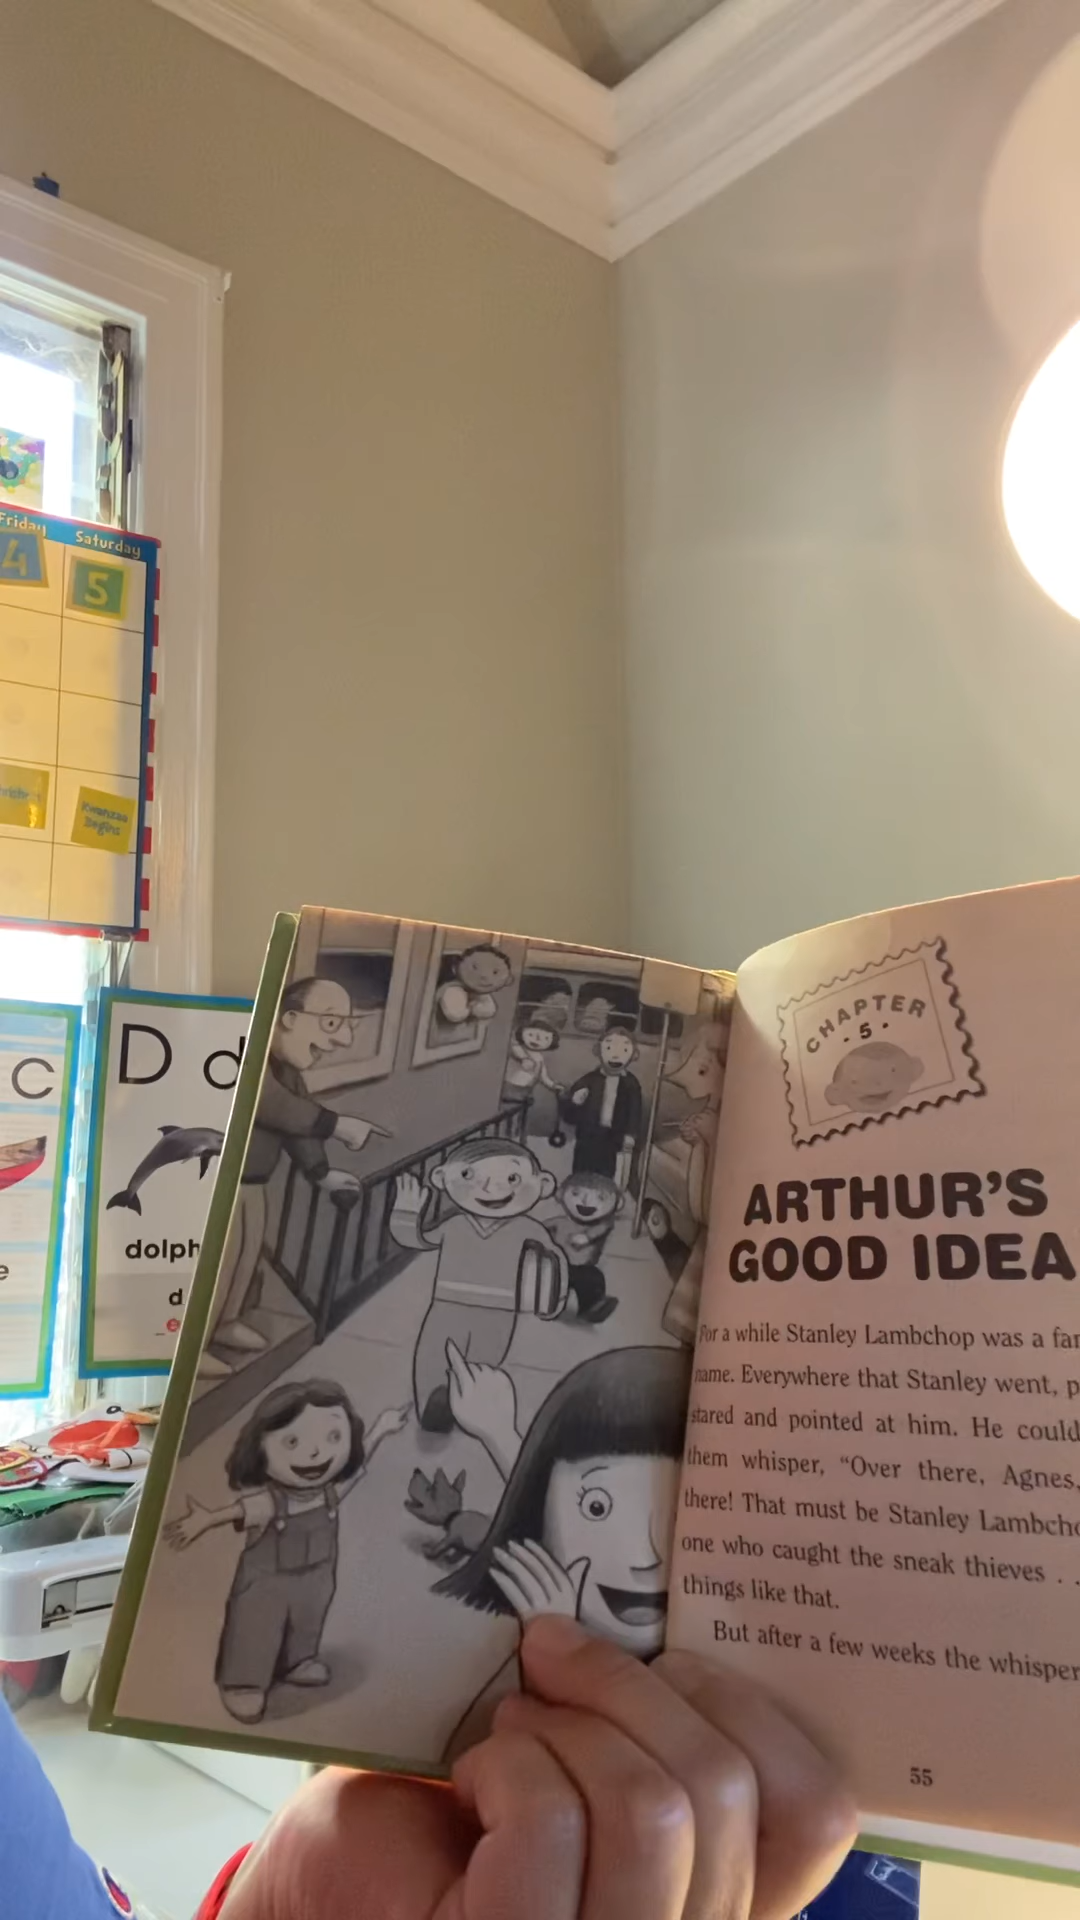 Friday Saturday
4 5
Kwanzaa
Begins
C
D d
dolph
d
e
e
CHAPTER
· 5 ·
ARTHUR'S
GOOD IDEA
For a while Stanley Lambchop was a
name. Everywhere that Stanley went,
stared and pointed at him. He could
them whisper, “Over there, Agnes,
there! That must be Stanley
one who caught the sneak thieves . .
things like that.
But after a few weeks the
55